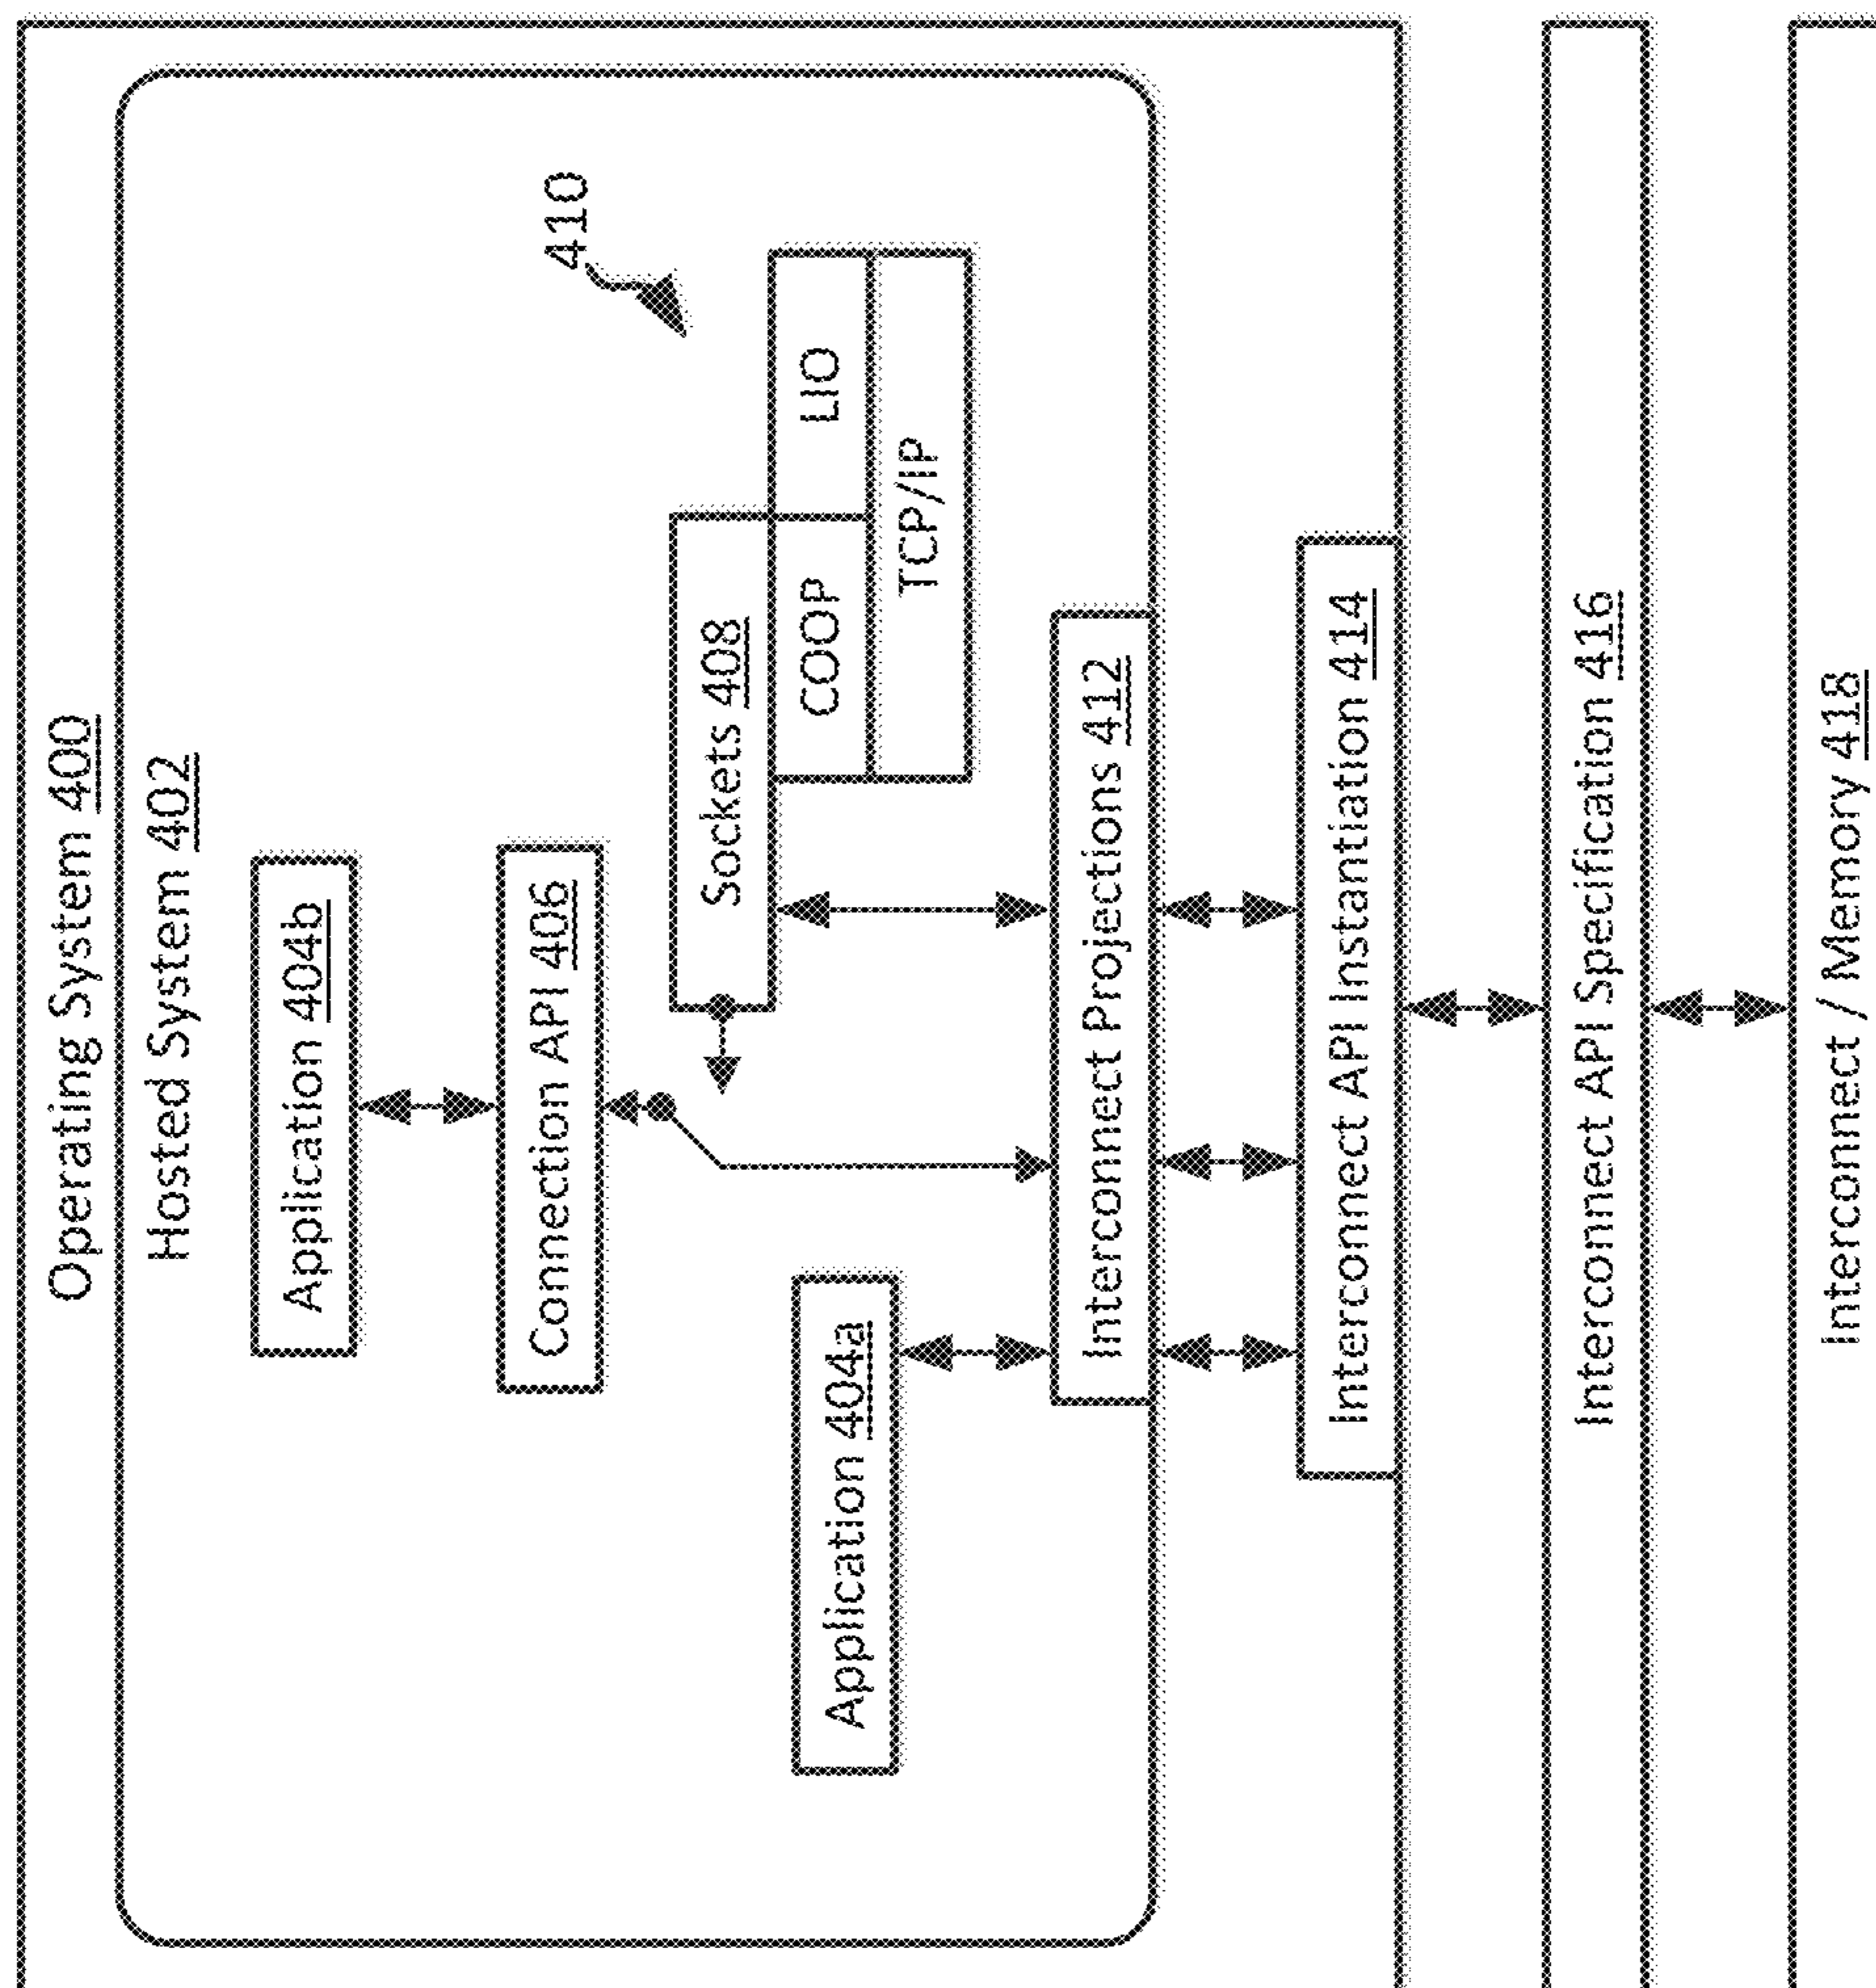 Operating System 400
Hosted System 402
Application 404b
Connection API 406
410
Sockets 408
COOP
LIO
Application 404a
TCP/IP
Interconnect Projections 412
Interconnect API Instantiation 414
Interconnect API Specification 416
Interconnect / Memory 418